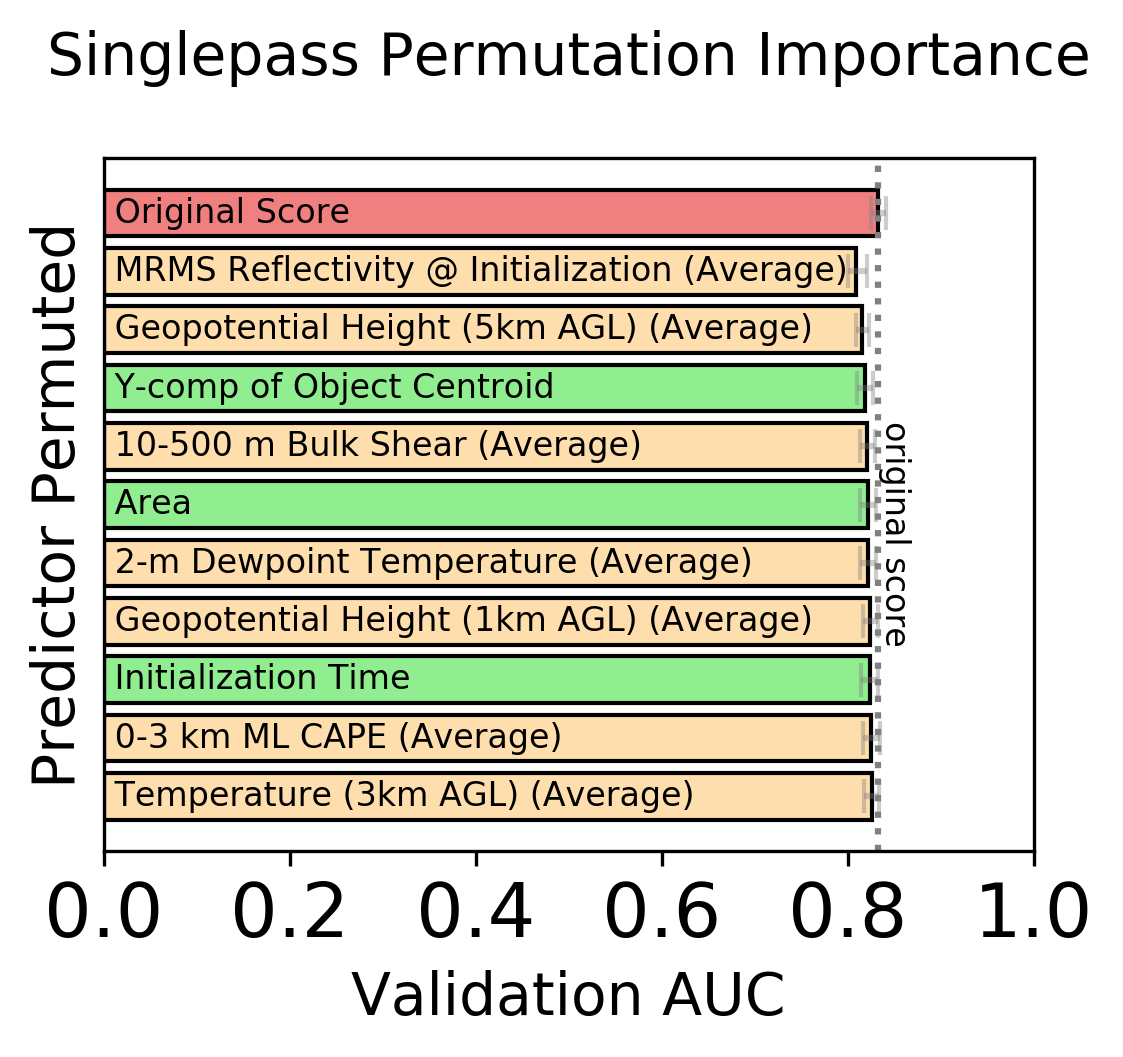 Singlepass Permutation Importance
Predictor Permuted
Original Score
MRMS Reflectivity @ Initialization (Average)
Geopotential Height (5km AGL) (Average)
Y-comp of Object Centroid
10-500 m Bulk Shear (Average)
Area
2-m Dewpoint Temperature (Average)
Geopotential Height (1km AGL) (Average)
Initialization Time
0-3 km ML CAPE (Average)
Temperature (3km AGL) (Average)
original score
0.0 0.2 0.4 0.6 0.8 1.0
Validation AUC